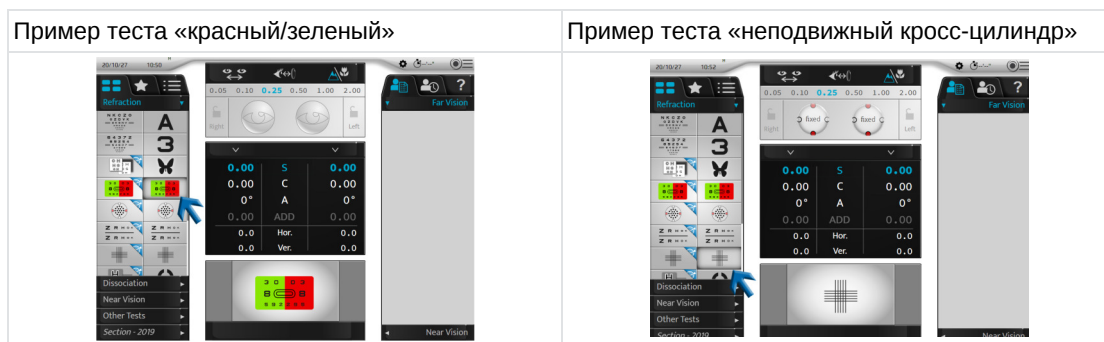 Пример теста «красный/зеленый»
Пример теста «неподвижный кросс-цилиндр»
20/10/27 10:50
?
0.05 0.10 0.25 0.50 1.00 2.00
Refraction
Far Vision
Right
Left
A
3
0.00 S 0.00
0.00 C 0.00
0° A 0°
0.00 ADD 0.00
0.0 Hor. 0.0
0.0 Ver. 0.0
Dissociation
Near Vision
Other Tests
Section - 2019
Near Vision
20/10/27 10:52
?
0.05 0.10 0.25 0.50 1.00 2.00
Refraction
Far Vision
Right
fixed
fixed
Left
A
3
0.00 S 0.00
0.00 C 0.00
0° A 0°
0.00 ADD 0.00
0.0 Hor. 0.0
0.0 Ver. 0.0
Dissociation
Near Vision
Other Tests
Section - 2019
Near Vision